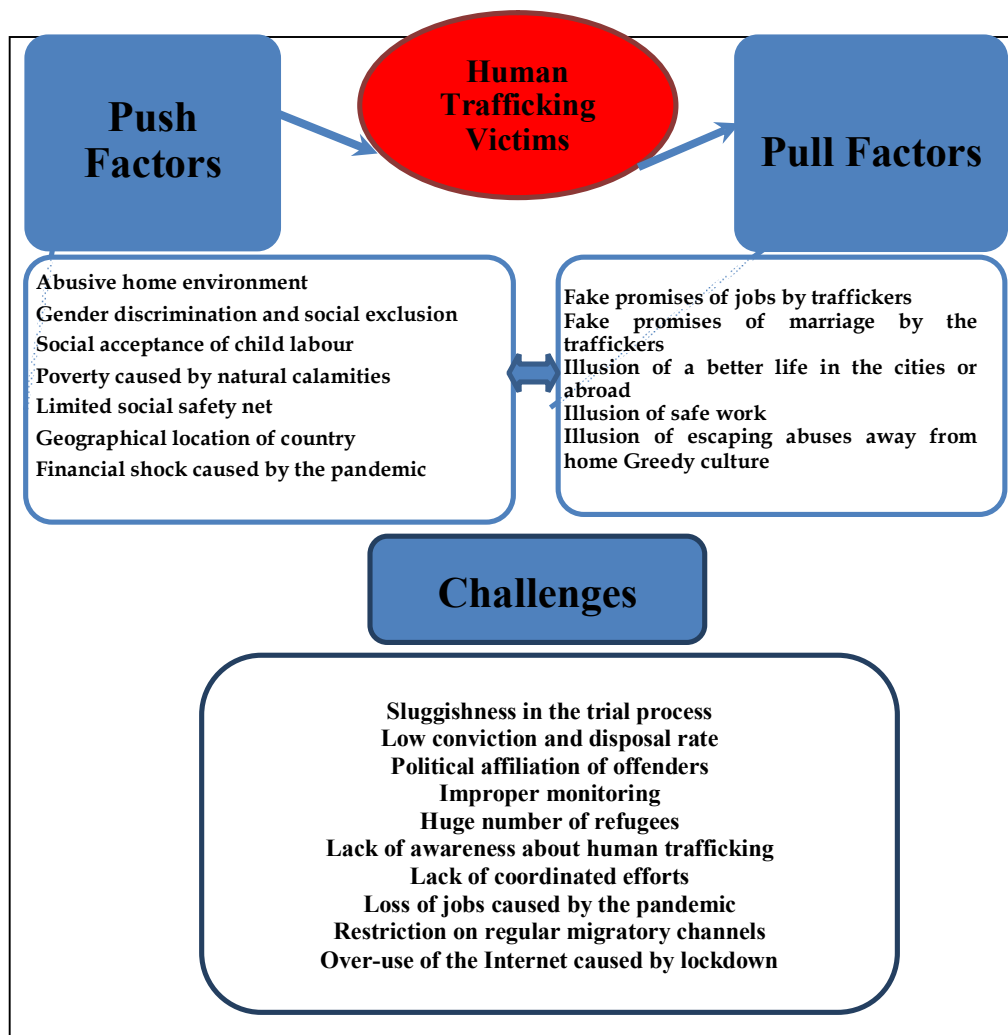 Push
Factors
Human
Trafficking
Victims
Pull Factors
Abusive home environment
Gender discrimination and social exclusion
Social acceptance of child labour
Poverty caused by natural calamities
Limited social safety net
Geographical location of country
Financial shock caused by the pandemic
Fake promises of jobs by traffickers
Fake promises of marriage by the
traffickers
Illusion of a better life in the cities or
abroad
Illusion of safe work
Illusion of escaping abuses away from
home Greedy culture
Challenges
Sluggishness in the trial process
Low conviction and disposal rate
Political affiliation of offenders
Improper monitoring
Huge number of refugees
Lack of awareness about human trafficking
Lack of coordinated efforts
Loss of jobs caused by the pandemic
Restriction on regular migratory channels
Over-use of the Internet caused by lockdown